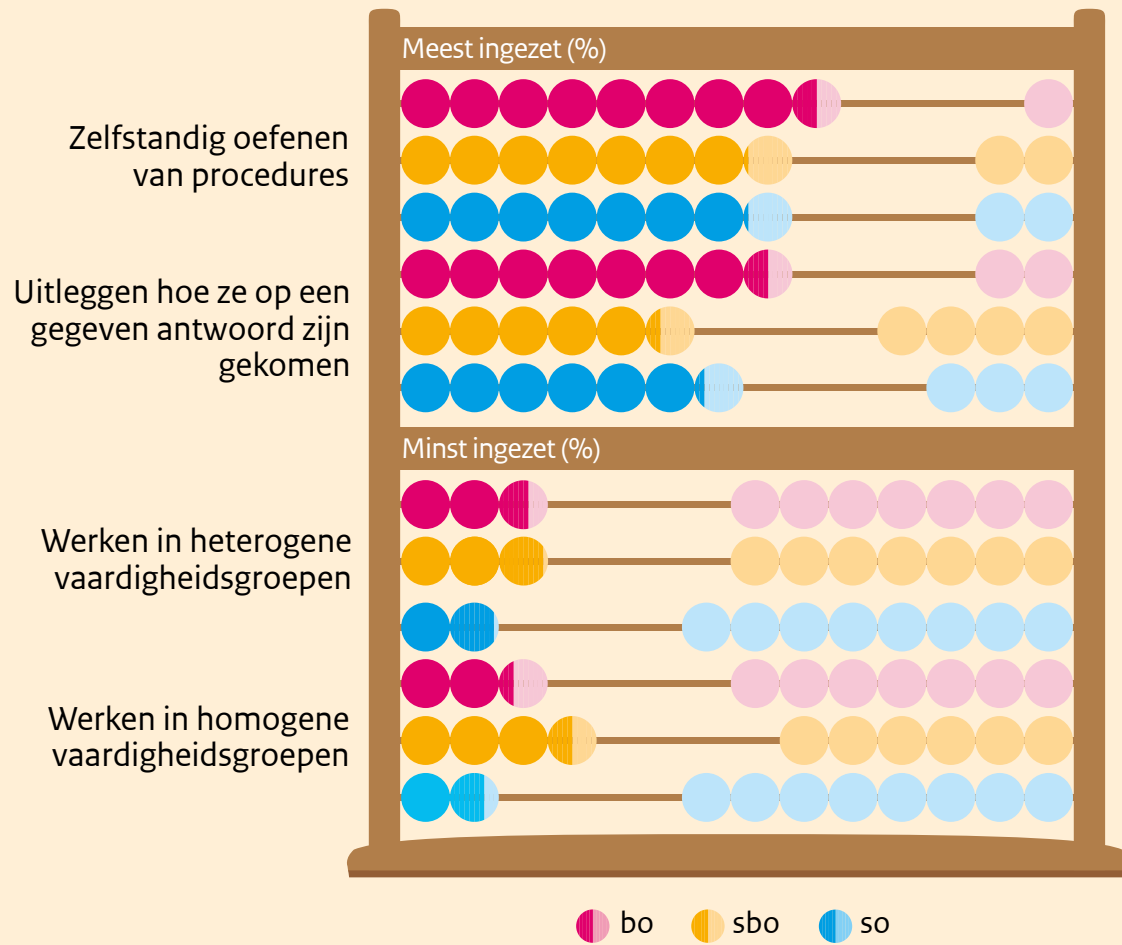 Meest ingezet (%)
Zelfstandig oefenen
van procedures
Uitleggen hoe ze op een
gegeven antwoord zijn
gekomen
Minst ingezet (%)
Werken in heterogene
vaardigheidsgroepen
Werken in homogene
vaardigheidsgroepen
bo sbo so